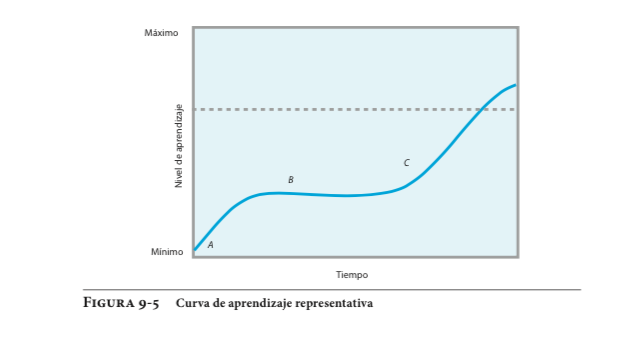 Máximo
Nivel de aprendizaje
B
C
A
Mínimo
Tiempo
FIGURA 9-5 Curva de aprendizaje representativa